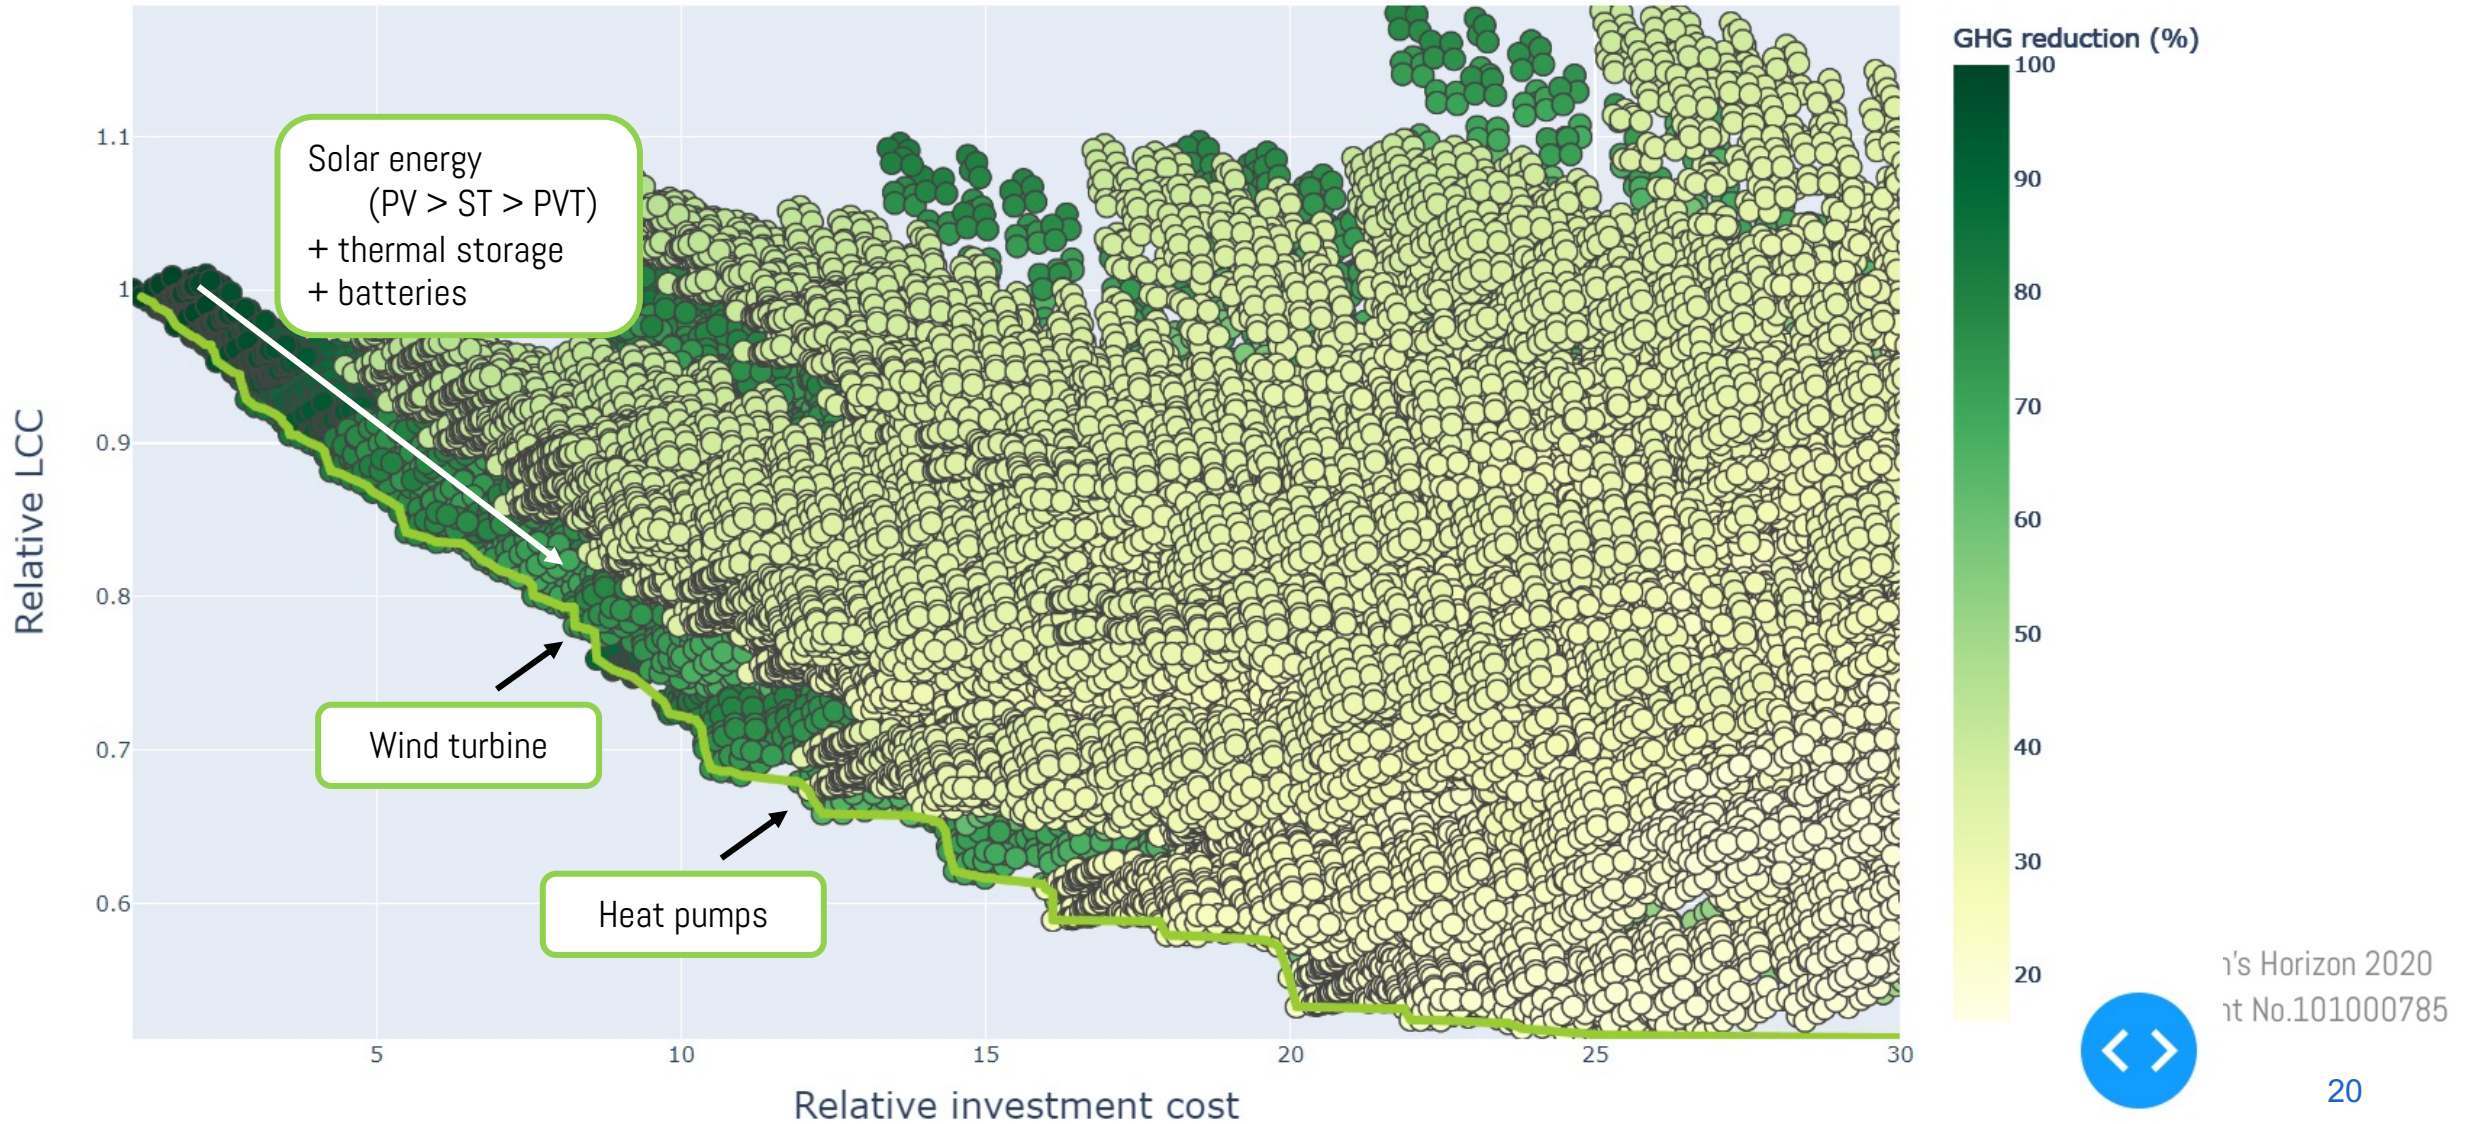 GHG reduction (%)
100
90
80
70
60
50
40
30
20
Relative LCC
1.1
1
0.9
0.8
0.7
0.6
Solar energy
(PV > ST > PVT)
+ thermal storage
+ batteries
Wind turbine
Heat pumps
5
10
15
20
25
30
Relative investment cost
's Horizon 2020
No.101000785
20